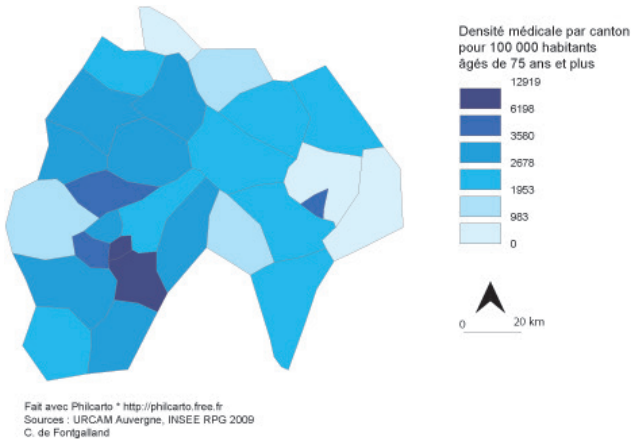 Densité médicale par canton
pour 100 000 habitants
âgés de 75 ans et plus
12919
6198
3580
2678
1953
983
0
0 20 km
Fait avec Philcarto * http://philcarto.free.fr
Sources : URCAM Auvergne, INSEE RPG 2009
C. de Fontgalland